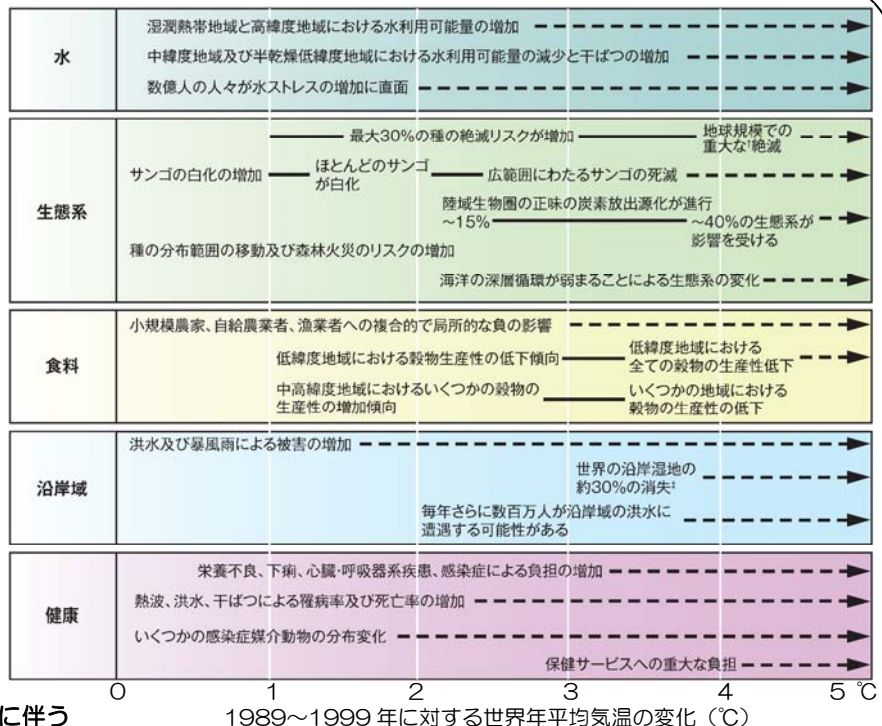 水
湿潤熱帯地域と高緯度地域における水利用可能量の増加
中緯度地域及び半乾燥低緯度地域における水利用可能量の減少と干ばつの増加
数億人の人々が水ストレスの増加に直面
生態系
最大30%の種の絶滅リスクが増加
地球規模での
重大な†絶滅
サンゴの白化の増加
ほとんどのサンゴ
が白化
広範囲にわたるサンゴの死滅
陸域生物圏の正味の炭素放出源化が進行
~15%
~40%の生態系が
影響を受ける
種の分布範囲の移動及び森林火災のリスクの増加
海洋の深層循環が弱まることによる生態系の変化
食料
小規模農家、自給農業者、漁業者への複合的で局所的な負の影響
低緯度地域における穀物生産性の低下傾向
低緯度地域における
全ての穀物の生産性低下
中高緯度地域におけるいくつかの穀物の
生産性の増加傾向
いくつかの地域における
穀物の生産性の低下
沿岸域
洪水及び暴風雨による被害の増加
世界の沿岸湿地の
約30%の消失‡
毎年さらに数百万人が沿岸域の洪水に
遭遇する可能性がある
健康
栄養不良、下痢、心臓・呼吸器系疾患、感染症による負担の増加
熱波、洪水、干ばつによる罹病率及び死亡率の増加
いくつかの感染症媒介動物の分布変化
保健サービスへの重大な負担
0 1 2 3 4 5 ℃
に伴う
1989～1999 年に対する世界年平均気温の変化（℃）